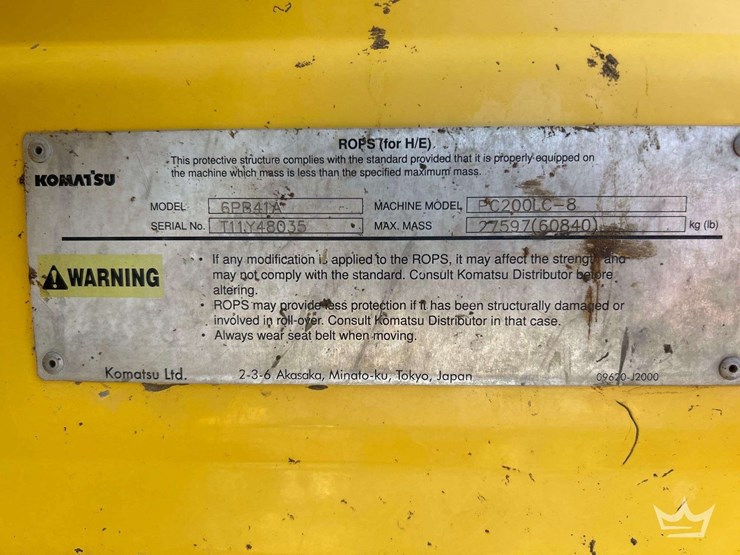 ROPS (for H/E)
This protective structure complies with the standard provided that it is properly equipped on
the machine which mass is less than the specified maximum mass.
KOMATSU
MODEL 6PR41A MACHINE MODEL PC200LC-8
SERIAL No. T11Y48035 MAX. MASS 27597(60840) kg (lb)
WARNING
• If any modification is applied to the ROPS, it may affect the strength and
may not comply with the standard. Consult Komatsu Distributor before
altering.
• ROPS may provide less protection if it has been structurally damaged or
involved in roll-over. Consult Komatsu Distributor in that case.
• Always wear seat belt when moving.
Komatsu Ltd. 2-3-6 Akasaka, Minato-ku, Tokyo, Japan 09620-J2000